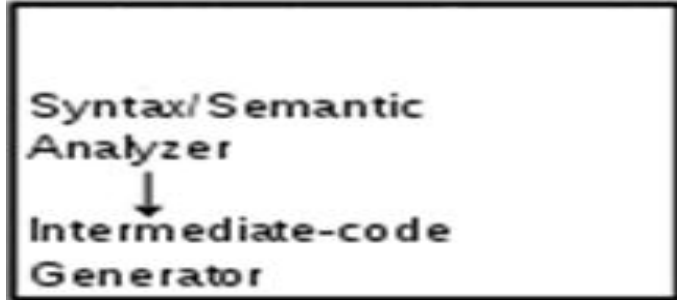 Syntax/Semantic
Analyzer
Intermediate-code
Generator